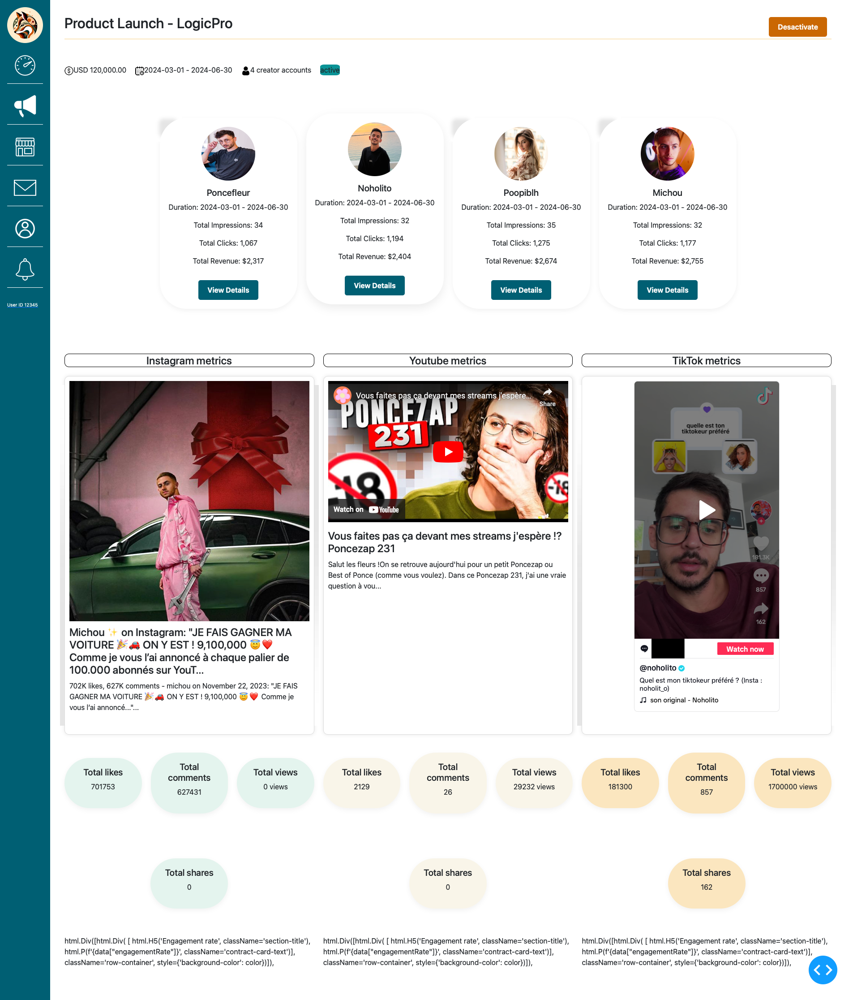 Product Launch - LogicPro
Desactivate
USD 120,000.00
2024-03-01 - 2024-06-30
4 creator accounts
active
User ID 12345
Poncefleur
Duration: 2024-03-01 - 2024-06-30
Total Impressions: 34
Total Clicks: 1,067
Total Revenue: $2,317
View Details
Noholito
Duration: 2024-03-01 - 2024-06-30
Total Impressions: 32
Total Clicks: 1,194
Total Revenue: $2,404
View Details
Poopiblh
Duration: 2024-03-01 - 2024-06-30
Total Impressions: 35
Total Clicks: 1,275
Total Revenue: $2,674
View Details
Michou
Duration: 2024-03-01 - 2024-06-30
Total Impressions: 32
Total Clicks: 1,177
Total Revenue: $2,755
View Details
Instagram metrics
Michou ✨ on Instagram: "JE FAIS GAGNER MA
VOITURE 🎉🚗 ON Y EST ! 9,100,000 😇❤️
Comme je vous l’ai annoncé à chaque palier de
100.000 abonnés sur YouT...
702K likes, 627K comments - michou on November 22, 2023: "JE FAIS
GAGNER MA VOITURE 🎉🚗 ON Y EST ! 9,100,000 😇❤️ Comme je
vous l’ai annoncé..."...
Total likes
701753
Total
comments
627431
Total views
0 views
Total shares
0
html.Div([html.Div( [ html.H5('Engagement rate', className='section-title'),
html.P(f'{data["engagementRate"]}', className='contract-card-text')],
className='row-container', style={'background-color': color})]),
Youtube metrics
Vous faites pas ça devant mes streams j'espère...
Share
PONCEZAP
231
-18
-18
Watch on YouTube
Vous faites pas ça devant mes streams j'espère !?
Poncezap 231
Salut les fleurs !On se retrouve aujourd'hui pour un petit Poncezap ou
Best of Ponce (comme vous voulez). Dans ce Poncezap 231, j'ai une vraie
question à vou...
Total likes
2129
Total
comments
26
Total views
29232 views
Total shares
0
html.Div([html.Div( [ html.H5('Engagement rate', className='section-title'),
html.P(f'{data["engagementRate"]}', className='contract-card-text')],
className='row-container', style={'background-color': color})]),
TikTok metrics
quelle est ton
tiktokeur préféré
181.3K
857
162
Watch now
@noholito
Quel est mon tiktokeur préféré ? (Insta :
noholit_o)
son original - Noholito
Total likes
181300
Total
comments
857
Total views
1700000 views
Total shares
162
html.Div([html.Div( [ html.H5('Engagement rate', className='section-title'),
html.P(f'{data["engagementRate"]}', className='contract-card-text')],
className='row-container', style={'background-color': color})]),